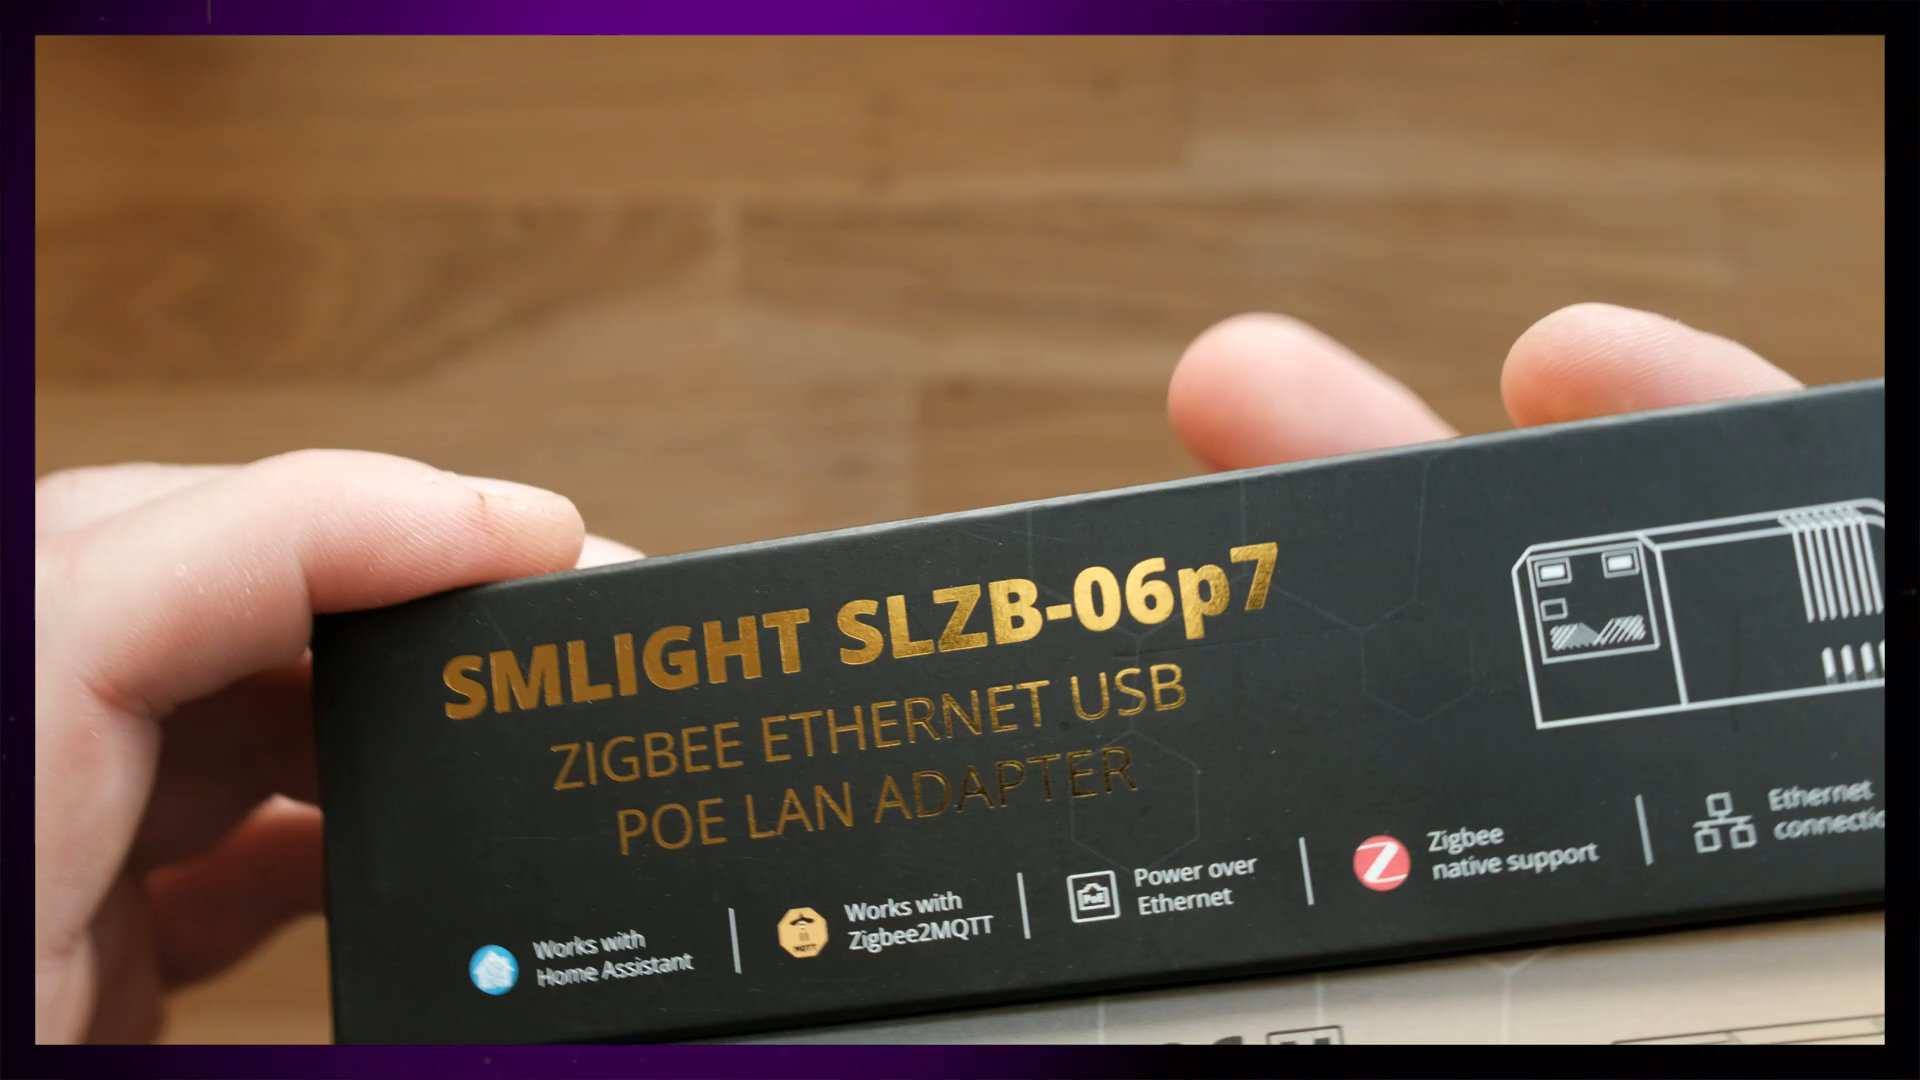 SMLIGHT SLZB-06p7
ZIGBEE ETHERNET USB
POE LAN ADAPTER
Works with
Home Assistant
Works with
Zigbee2MQTT
PoE
Power over
Ethernet
Zigbee
native support
Ethernet